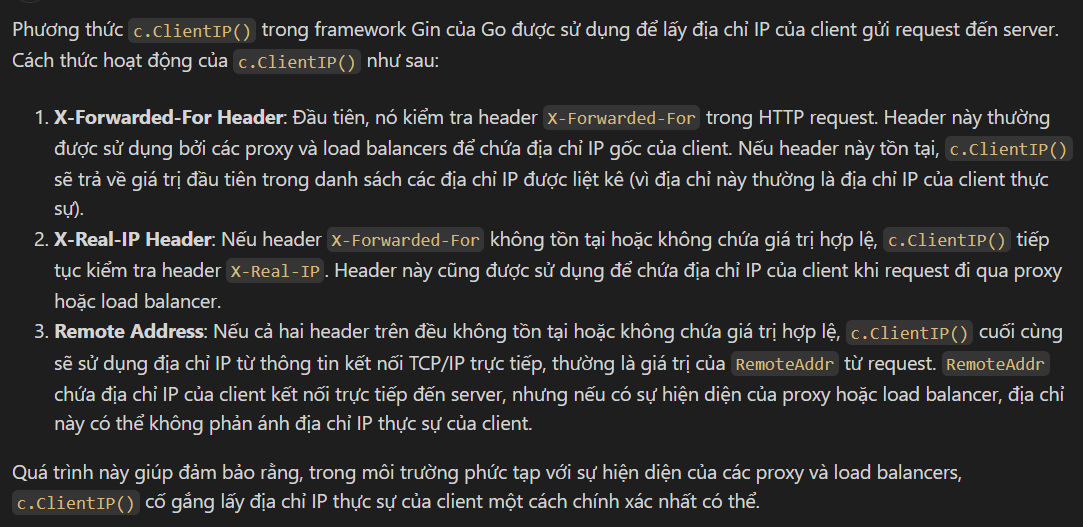 Phương thức c.ClientIP() trong framework Gin của Go được sử dụng để lấy địa chỉ IP của client gửi request đến server.
Cách thức hoạt động của c.ClientIP() như sau:
1. X-Forwarded-For Header: Đầu tiên, nó kiểm tra header X-Forwarded-For trong HTTP request. Header này thường
được sử dụng bởi các proxy và load balancers để chứa địa chỉ IP gốc của client. Nếu header này tồn tại, c.ClientIP()
sẽ trả về giá trị đầu tiên trong danh sách các địa chỉ IP được liệt kê (vì địa chỉ này thường là địa chỉ IP của client thực
sự).
2. X-Real-IP Header: Nếu header X-Forwarded-For không tồn tại hoặc không chứa giá trị hợp lệ, c.ClientIP() tiếp
tục kiểm tra header X-Real-IP. Header này cũng được sử dụng để chứa địa chỉ IP của client khi request đi qua proxy
hoặc load balancer.
3. Remote Address: Nếu cả hai header trên đều không tồn tại hoặc không chứa giá trị hợp lệ, c.ClientIP() cuối cùng
sẽ sử dụng địa chỉ IP từ thông tin kết nối TCP/IP trực tiếp, thường là giá trị của RemoteAddr từ request. RemoteAddr
chứa địa chỉ IP của client kết nối trực tiếp đến server, nhưng nếu có sự hiện diện của proxy hoặc load balancer, địa chỉ
này có thể không phản ánh địa chỉ IP thực sự của client.
Quá trình này giúp đảm bảo rằng, trong môi trường phức tạp với sự hiện diện của các proxy và load balancers,
c.ClientIP() cố gắng lấy địa chỉ IP thực sự của client một cách chính xác nhất có thể.